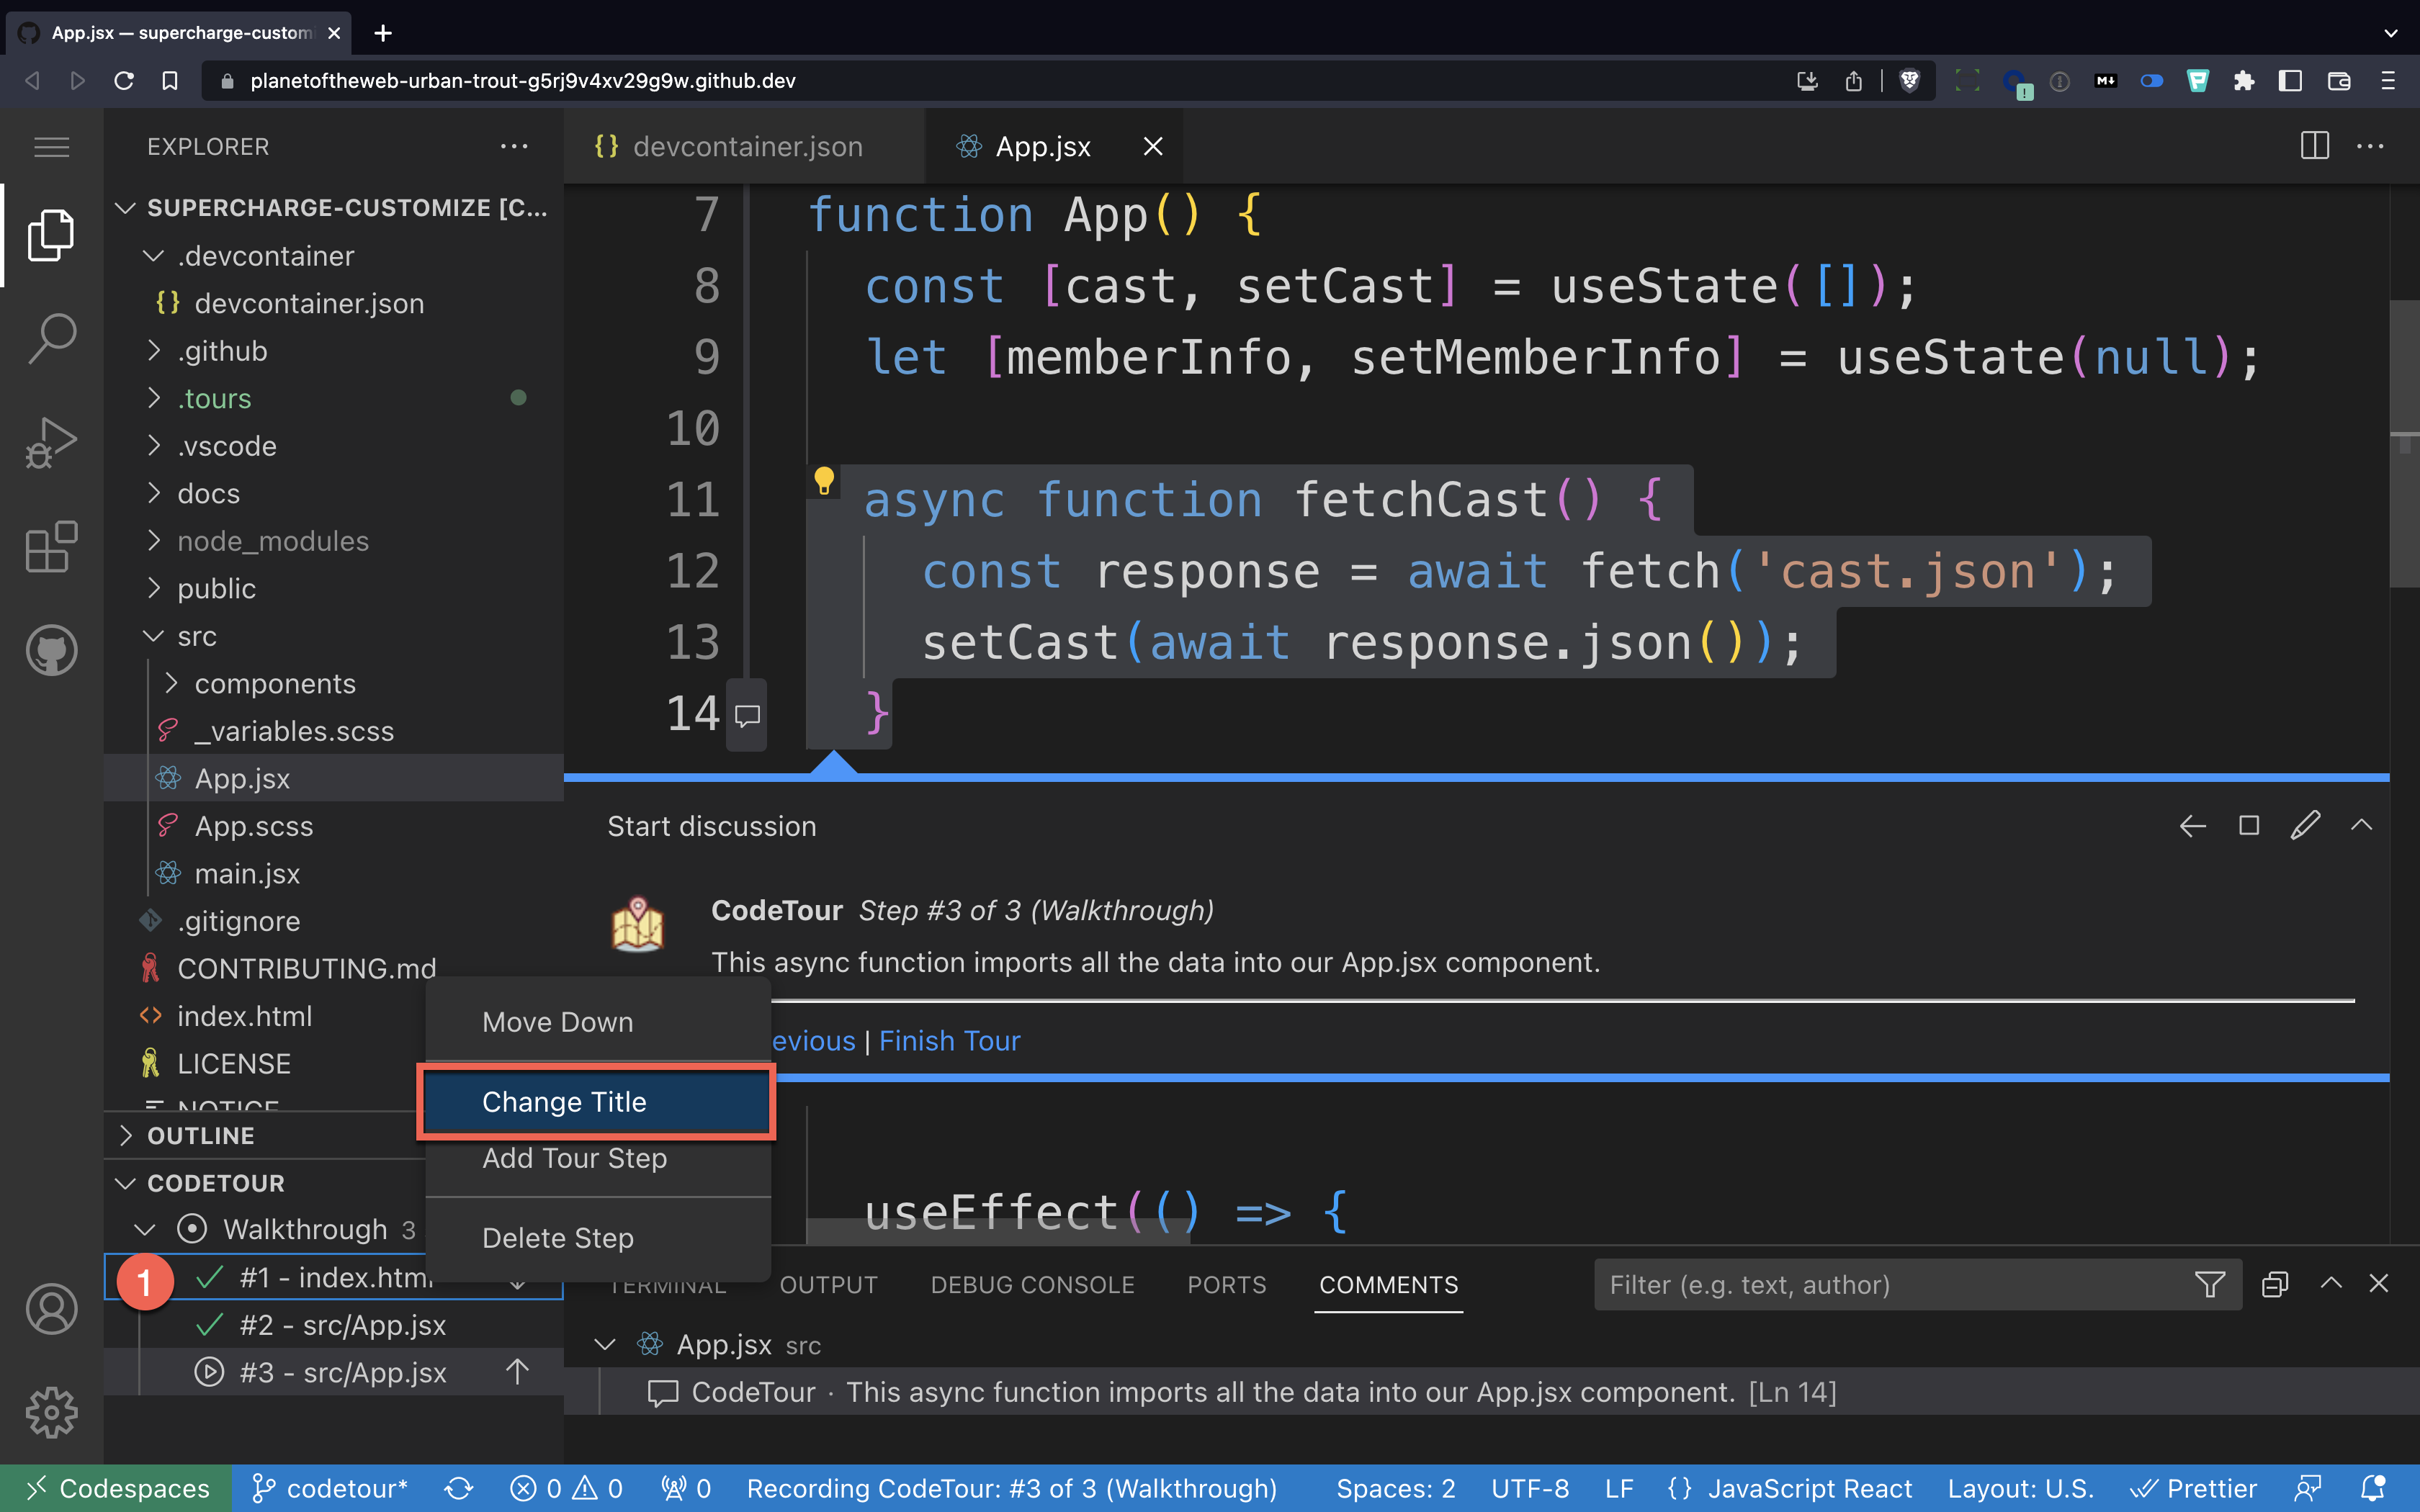 App.jsx — supercharge-custom
planetoftheweb-urban-trout-g5rj9v4xv29g9w.github.dev
M↓
EXPLORER
SUPERCHARGE-CUSTOMIZE [C...
.devcontainer
devcontainer.json
.github
.tours
.vscode
docs
node_modules
public
src
components
_variables.scss
App.jsx
App.scss
main.jsx
.gitignore
CONTRIBUTING.md
index.html
LICENSE
NOTICE
OUTLINE
CODETOUR
Walkthrough 3
1
#1 - index.html
#2 - src/App.jsx
#3 - src/App.jsx
devcontainer.json
App.jsx
7 function App() {
8 const [cast, setCast] = useState([]);
9 let [memberInfo, setMemberInfo] = useState(null);
10
11 async function fetchCast() {
12 const response = await fetch('cast.json');
13 setCast(await response.json());
14 }
Start discussion
CodeTour Step #3 of 3 (Walkthrough)
This async function imports all the data into our App.jsx component.
evious | Finish Tour
Move Down
Change Title
Add Tour Step
Delete Step
useEffect(() => {
TERMINAL OUTPUT DEBUG CONSOLE PORTS COMMENTS
Filter (e.g. text, author)
App.jsx src
CodeTour · This async function imports all the data into our App.jsx component. [Ln 14]
Codespaces codetour* 0 0 0 Recording CodeTour: #3 of 3 (Walkthrough) Spaces: 2 UTF-8 LF {} JavaScript React Layout: U.S. Prettier